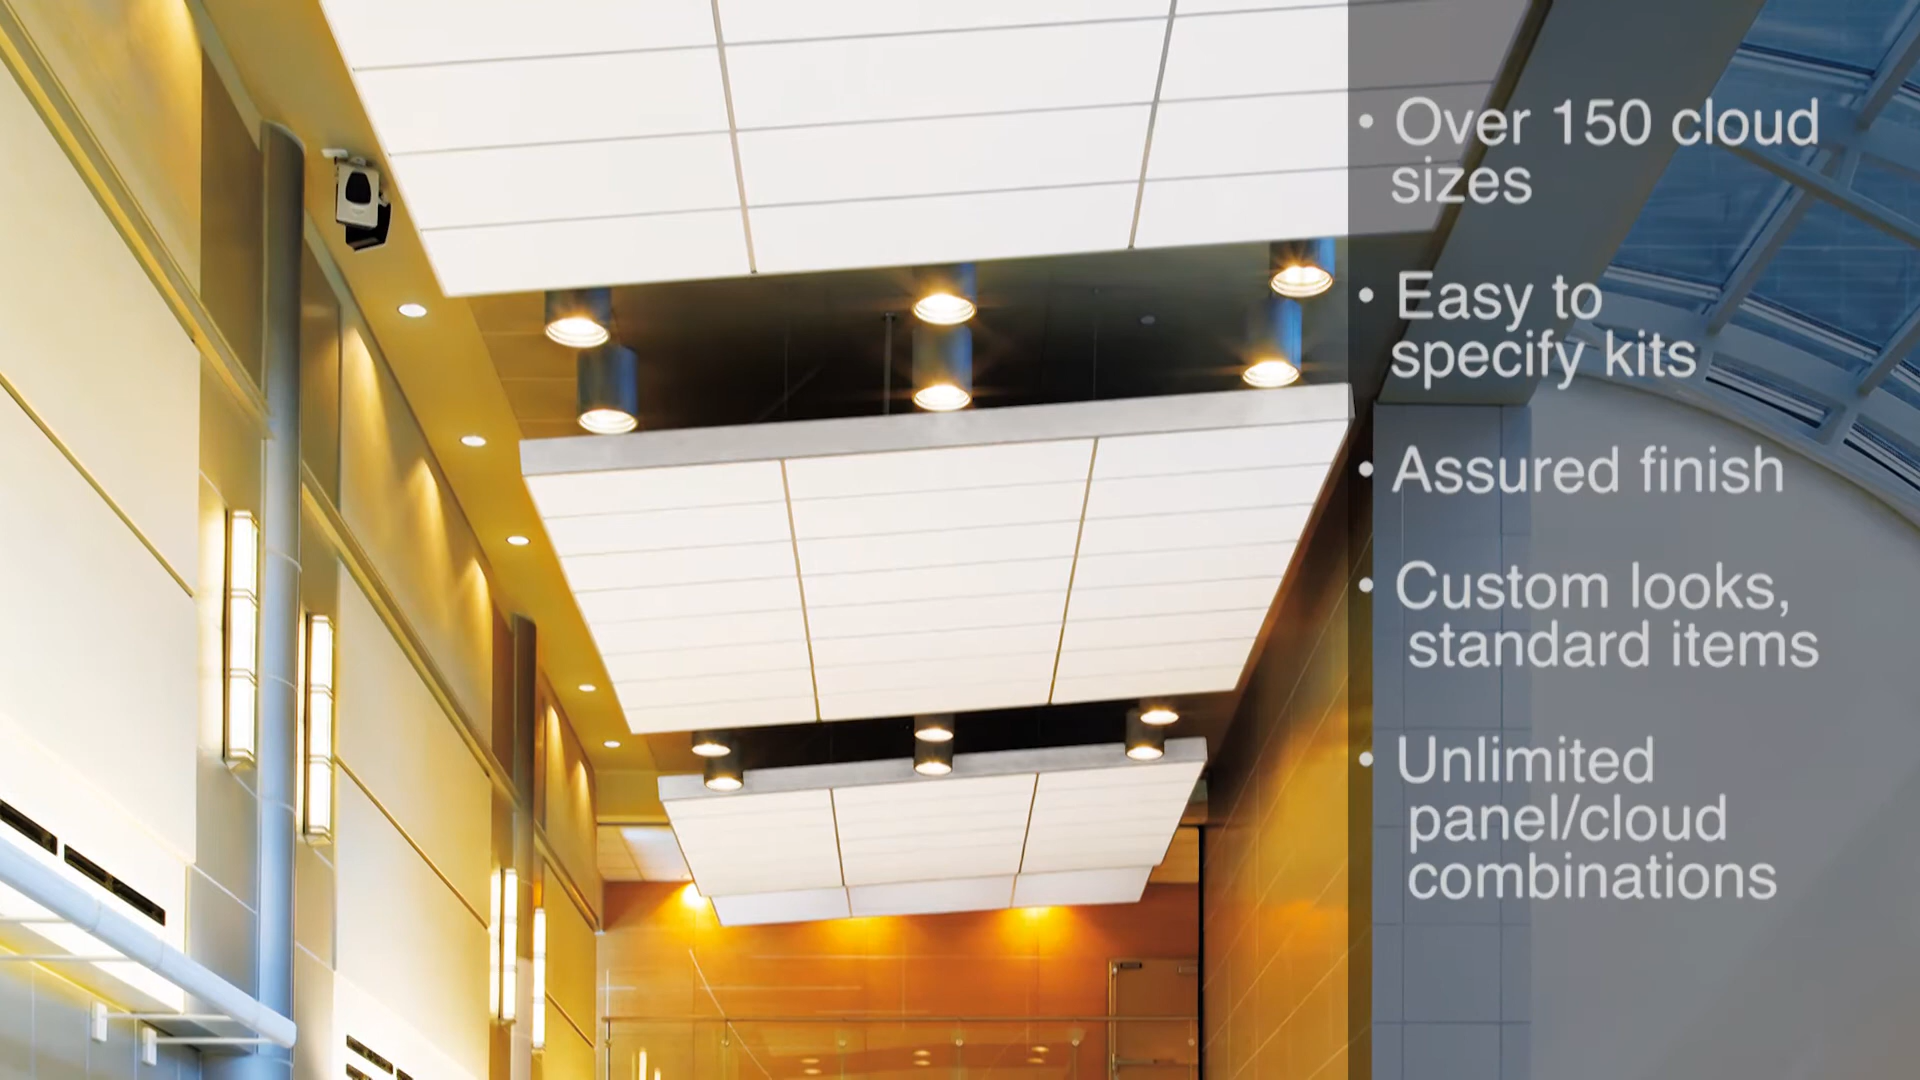 • Over 150 cloud
sizes
• Easy to
specify kits
• Assured finish
• Custom looks,
standard items
• Unlimited
panel/cloud
combinations